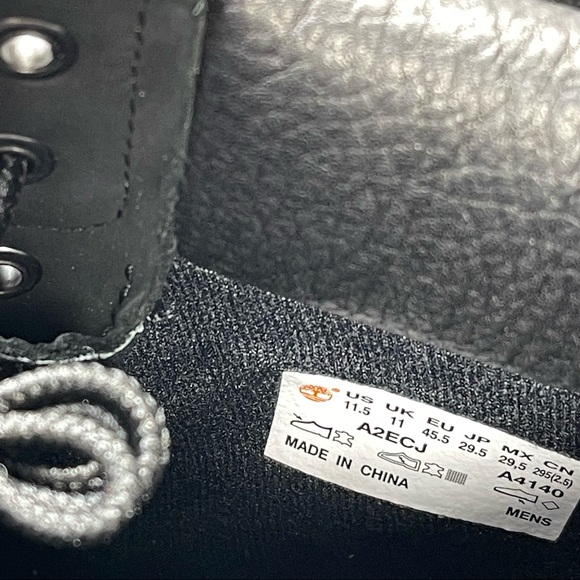 US UK EU JP MX CN
11.5 11 45.5 29.5 29.5 295(2.5)
A2ECJ A4140
MADE IN CHINA MENS